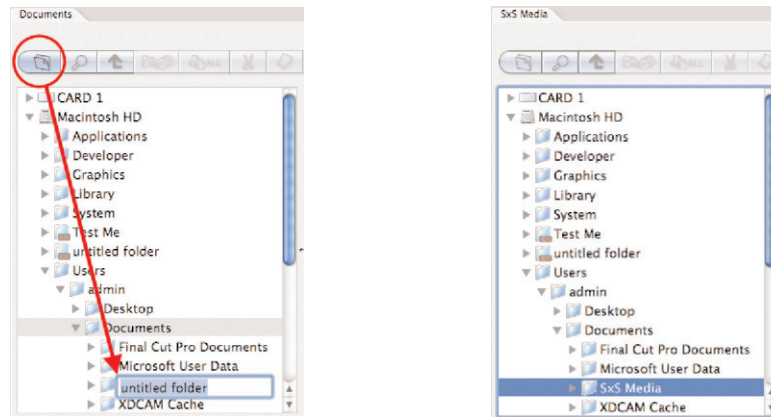 Documents
ALL
CARD 1
Macintosh HD
Applications
Developer
Graphics
Library
System
Test Me
untitled folder
Users
admin
Desktop
Documents
Final Cut Pro Documents
Microsoft User Data
untitled folder
XDCAM Cache
SxS Media
ALL
CARD 1
Macintosh HD
Applications
Developer
Graphics
Library
System
Test Me
untitled folder
Users
admin
Desktop
Documents
Final Cut Pro Documents
Microsoft User Data
SxS Media
XDCAM Cache